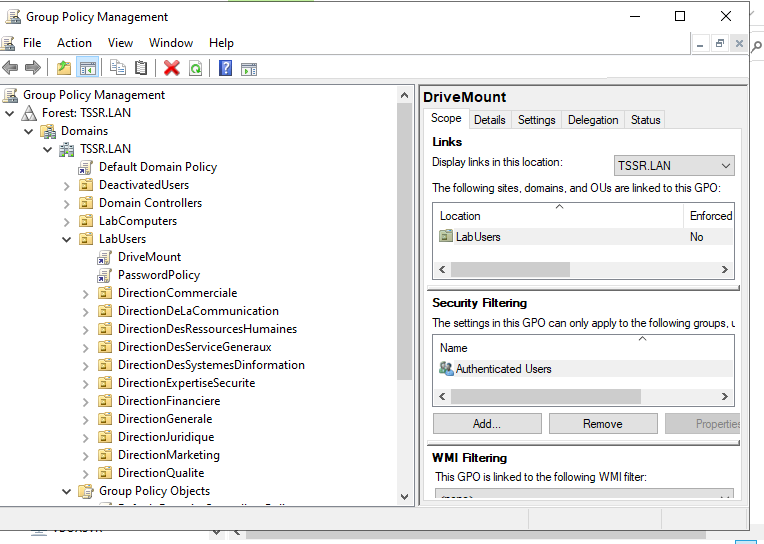 Group Policy Management
File Action View Window Help
Group Policy Management
Forest: TSSR.LAN
Domains
TSSR.LAN
Default Domain Policy
DeactivatedUsers
Domain Controllers
LabComputers
LabUsers
DriveMount
PasswordPolicy
DirectionCommerciale
DirectionDeLaCommunication
DirectionDesRessourcesHumaines
DirectionDesServiceGeneraux
DirectionDesSystemesDinformation
DirectionExpertiseSecurite
DirectionFinanciere
DirectionGenerale
DirectionJuridique
DirectionMarketing
DirectionQualite
Group Policy Objects
DriveMount
Scope Details Settings Delegation Status
Links
Display links in this location: TSSR.LAN
The following sites, domains, and OUs are linked to this GPO:
Location Enforced
LabUsers No
Security Filtering
The settings in this GPO can only apply to the following groups, u
Name
Authenticated Users
Add... Remove Properties
WMI Filtering
This GPO is linked to the following WMI filter: